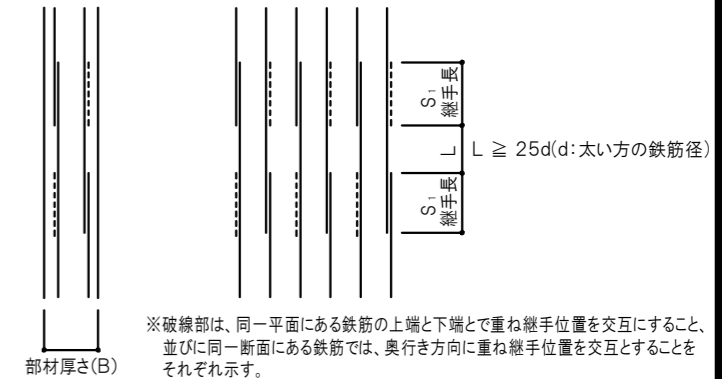 S₁
継手長
L
L ≧ 25d(d:太い方の鉄筋径)
S₁
継手長
部材厚さ(B)
※破線部は、同一平面にある鉄筋の上端と下端とで重ね継手位置を交互にすること、
並びに同一断面にある鉄筋では、奥行き方向に重ね継手位置を交互とすることを
それぞれ示す。